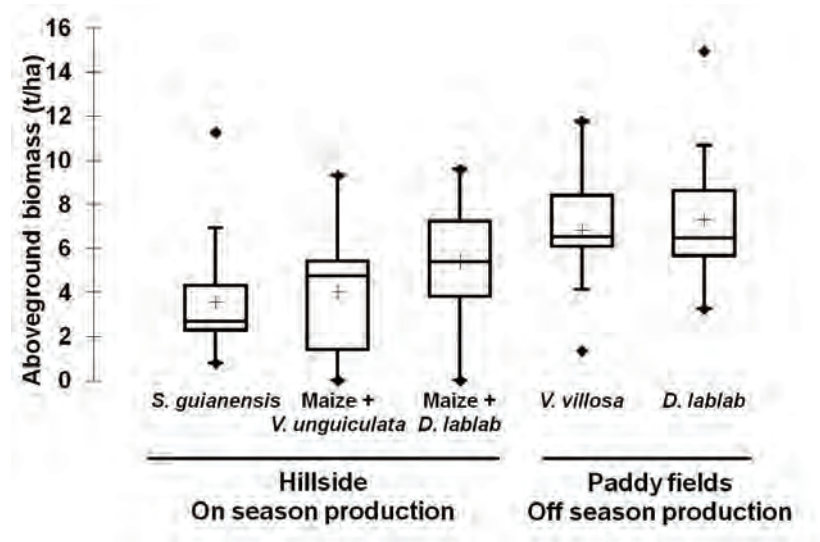 Aboveground biomass (t/ha)
16
14
12
10
8
6
4
2
0
S. guianensis
Maize +
V. unguiculata
Maize +
D. lablab
V. villosa
D. lablab
Hillside
On season production
Paddy fields
Off season production